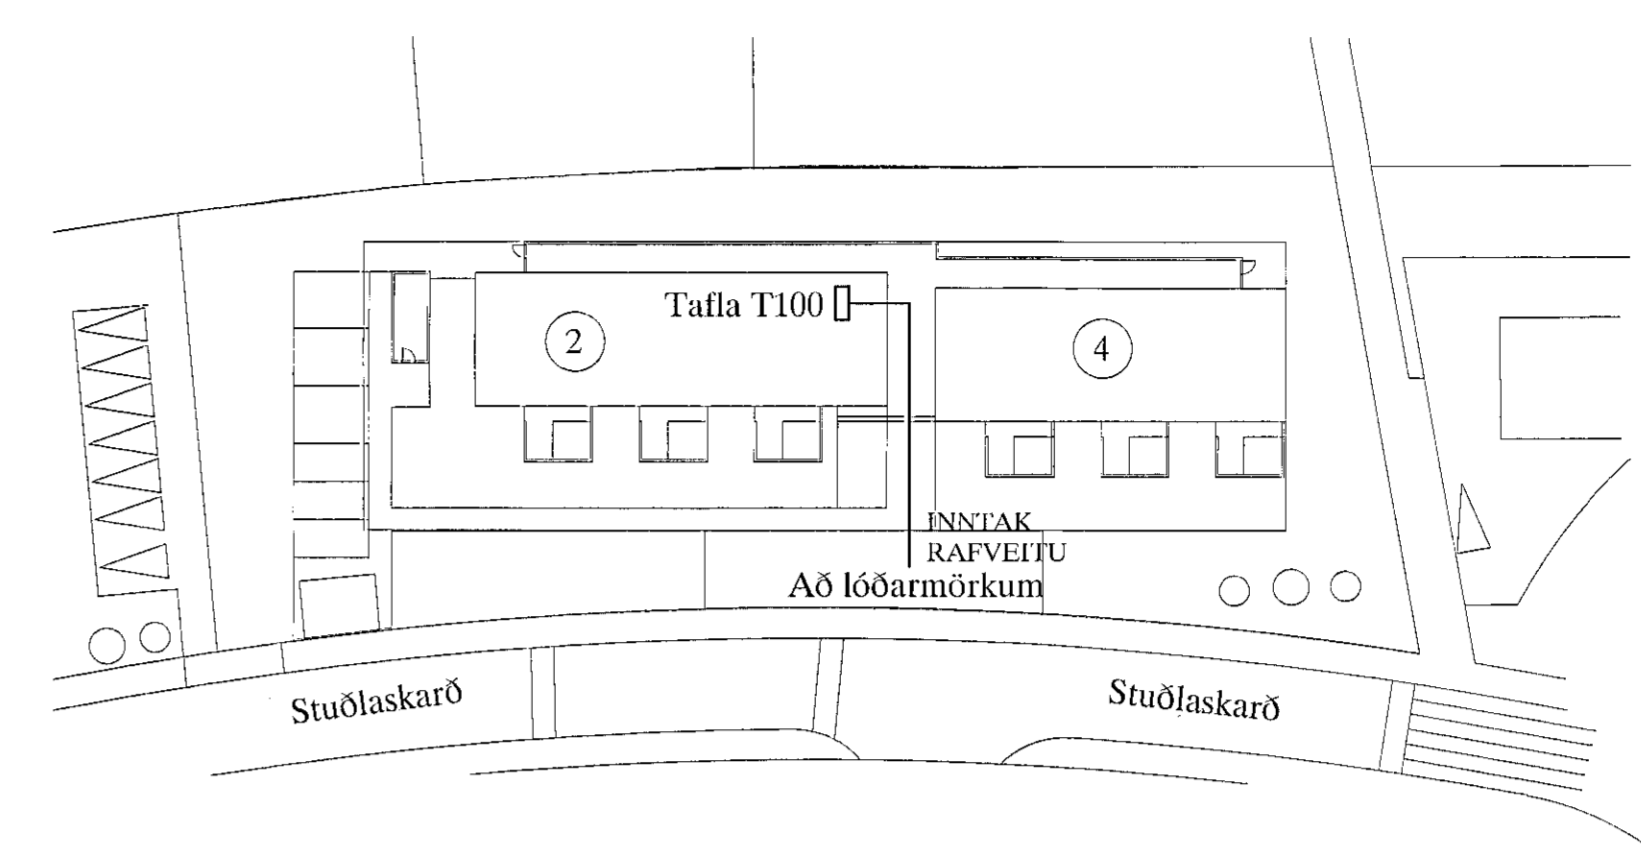 Tafla T100
2
4
INNTAK
RAFVEITU
Að lóðarmörkum
Stuðlaskarð
Stuðlaskarð